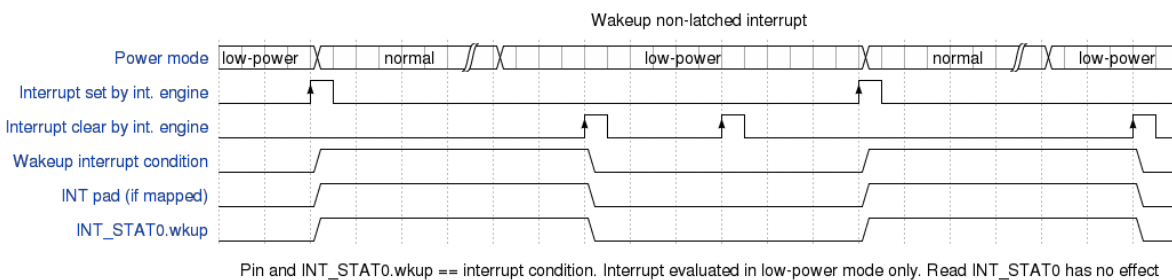 Wakeup non-latched interrupt
Power mode low-power normal low-power normal low-power
Interrupt set by int. engine
Interrupt clear by int. engine
Wakeup interrupt condition
INT pad (if mapped)
INT_STAT0.wkup
Pin and INT_STAT0.wkup == interrupt condition. Interrupt evaluated in low-power mode only. Read INT_STAT0 has no effect